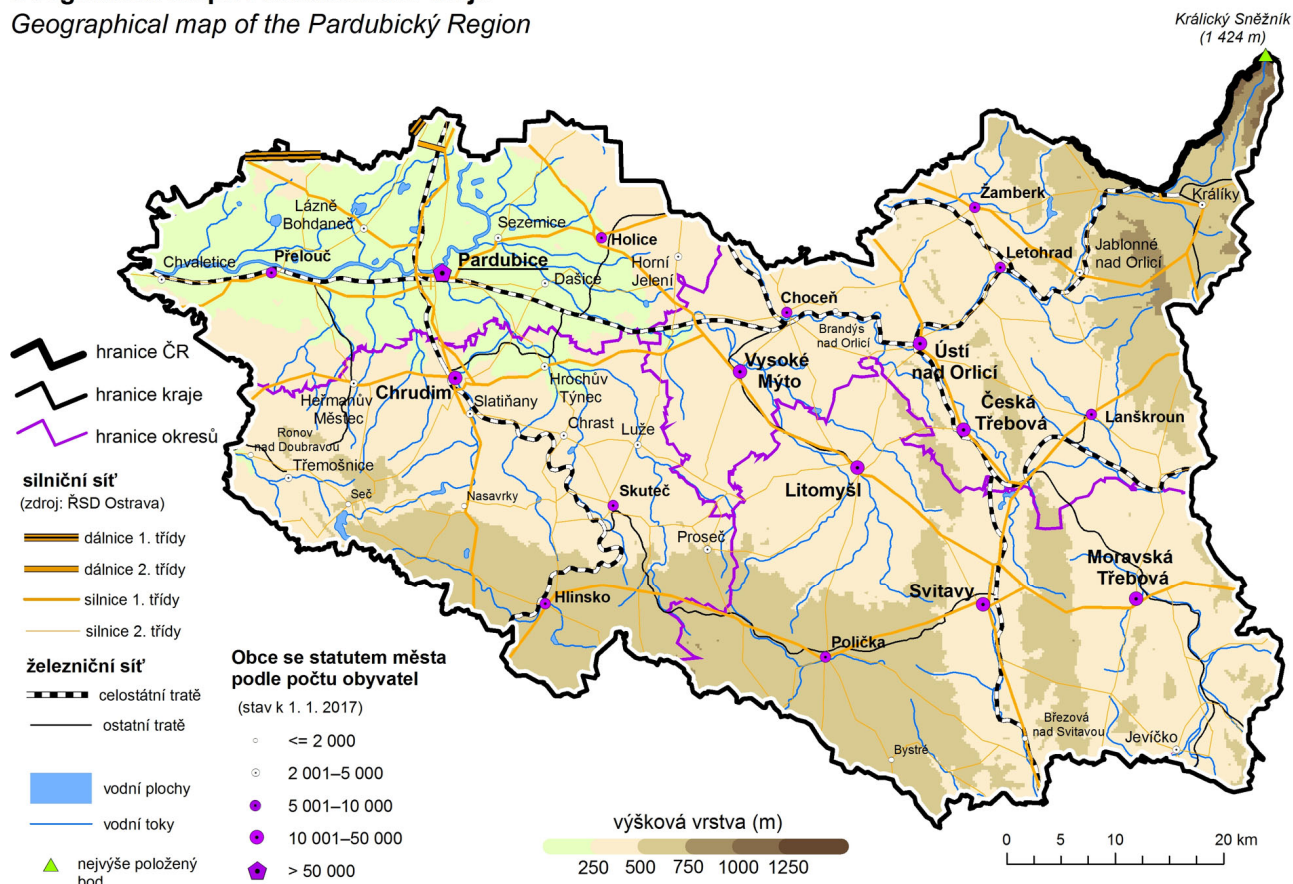 Geographical map of the Pardubický Region
Králický Sněžník
(1 424 m)
Žamberk
Králíky
Lázně
Bohdaneč
Sezemice
Holice
Letohrad
Jablonné
nad Orlicí
Chvaletice
Přelouč
Pardubice
Dašice
Horní
Jelení
Choceň
Brandýs
nad Orlicí
Ústí
nad Orlicí
Vysoké
Mýto
Chrudim
Hrochův
Týnec
Heřmanův
Městec
Slatiňany
Česká
Třebová
Lanškroun
Ronov
nad Doubravou
Chrast
Luže
Třemošnice
Litomyšl
Seč
Nasavrky
Skuteč
Proseč
Moravská
Třebová
Hlinsko
Svitavy
Polička
Březová
nad Svitavou
Jevíčko
Bystré
hranice ČR
hranice kraje
hranice okresů
silniční síť
(zdroj: ŘSD Ostrava)
dálnice 1. třídy
dálnice 2. třídy
silnice 1. třídy
silnice 2. třídy
železniční síť
celostátní tratě
ostatní tratě
vodní plochy
vodní toky
nejvýše položený
bod
Obce se statutem města
podle počtu obyvatel
(stav k 1. 1. 2017)
<= 2 000
2 001–5 000
5 001–10 000
10 001–50 000
> 50 000
výšková vrstva (m)
250 500 750 1000 1250
0 10 20 km